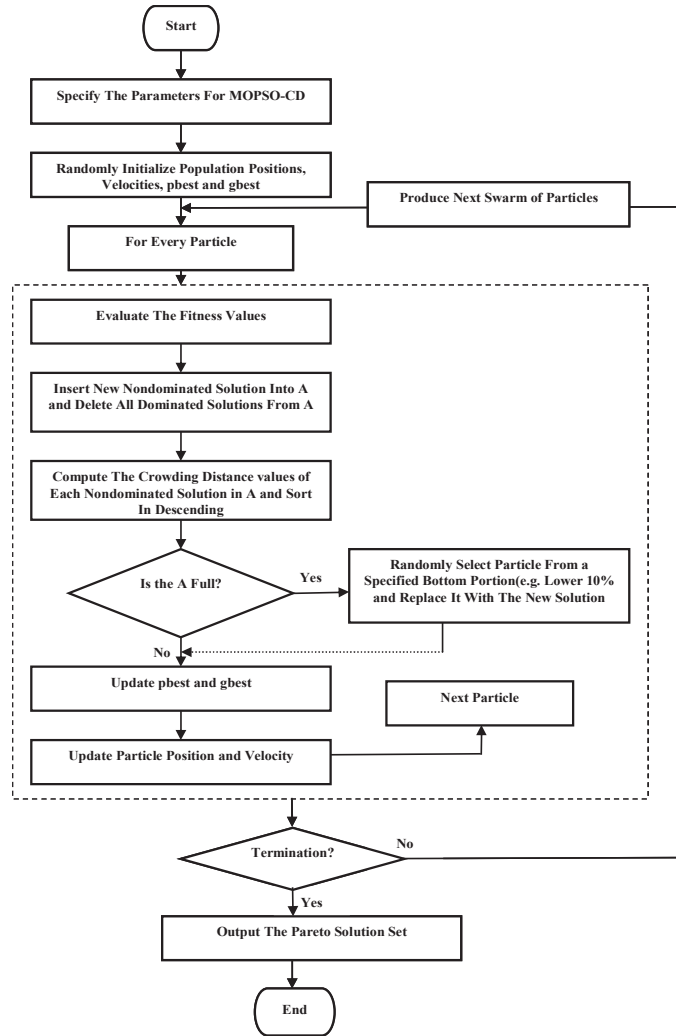 Start
Specify The Parameters For MOPSO-CD
Randomly Initialize Population Positions,
Velocities, pbest and gbest
Produce Next Swarm of Particles
For Every Particle
Evaluate The Fitness Values
Insert New Nondominated Solution Into A
and Delete All Dominated Solutions From A
Compute The Crowding Distance values of
Each Nondominated Solution in A and Sort
In Descending
Is the A Full?
Yes
Randomly Select Particle From a
Specified Bottom Portion(e.g. Lower 10%
and Replace It With The New Solution
No
Update pbest and gbest
Next Particle
Update Particle Position and Velocity
Termination?
No
Yes
Output The Pareto Solution Set
End